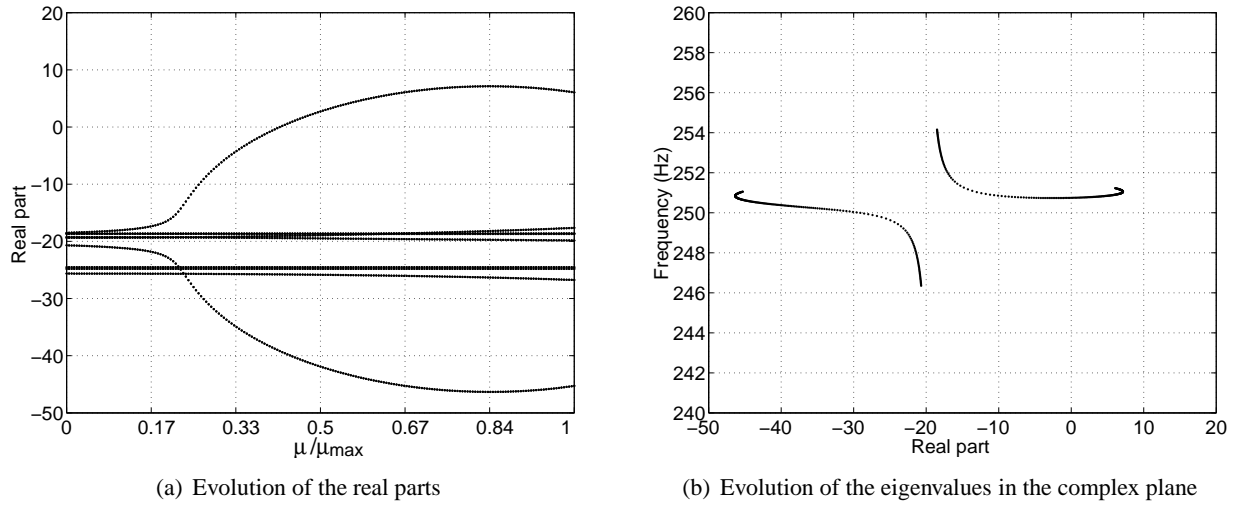 20
10
0
−10
−20
−30
−40
−50
Real part
0 0.17 0.33 0.5 0.67 0.84 1
μ/μmax
(a) Evolution of the real parts
260
258
256
254
252
250
248
246
244
242
240
Frequency (Hz)
−50 −40 −30 −20 −10 0 10 20
Real part
(b) Evolution of the eigenvalues in the complex plane